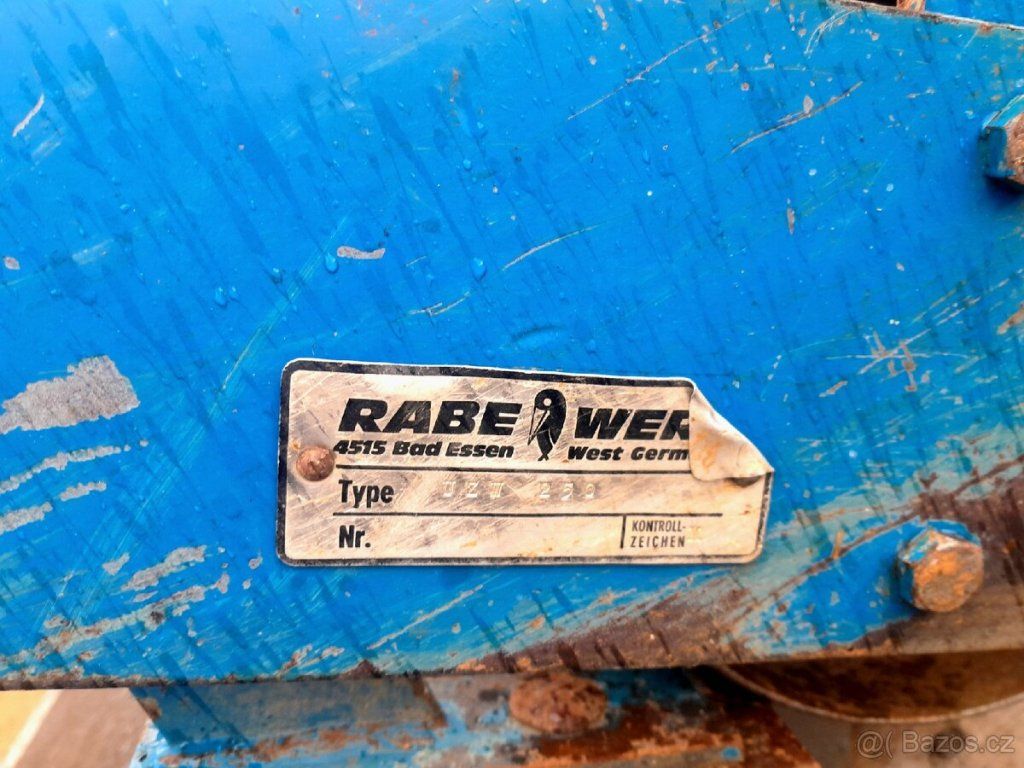 RABE WER
4515 Bad Essen West Germ
Type
Nr. KONTROLL-
ZEICHEN
@( Bazos.cz